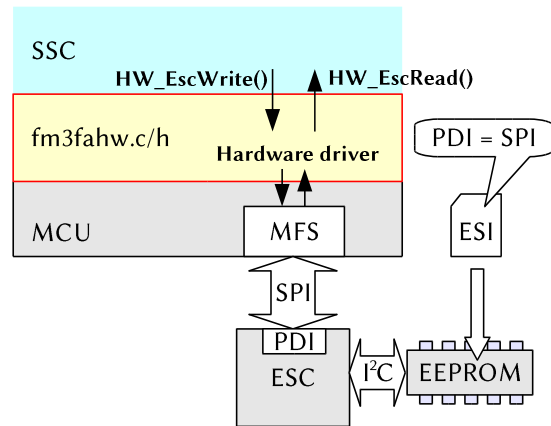 SSC
HW_EscWrite()
HW_EscRead()
fm3fahw.c/h
Hardware driver
PDI = SPI
MCU
MFS
ESI
SPI
PDI
ESC
I²C
EEPROM